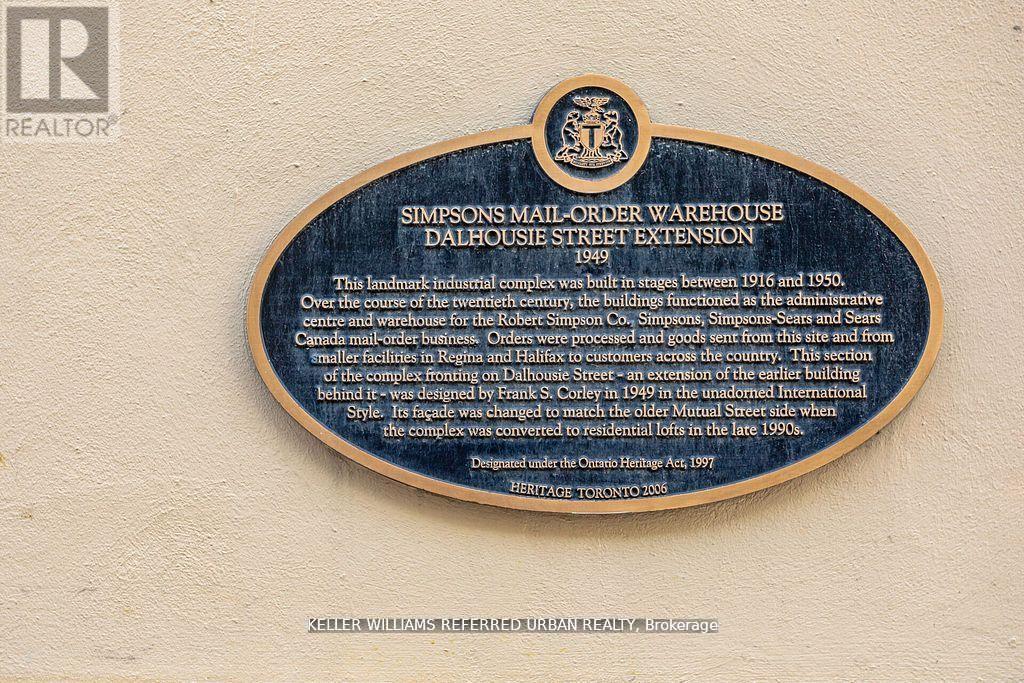 REALTOR®
T
SIMPSONS MAIL-ORDER WAREHOUSE
DALHOUSIE STREET EXTENSION
1949
This landmark industrial complex was built in stages between 1916 and 1950.
Over the course of the twentieth century, the buildings functioned as the administrative
centre and warehouse for the Robert Simpson Co., Simpsons, Simpsons-Sears and Sears
Canada mail-order business. Orders were processed and goods sent from this site and from
smaller facilities in Regina and Halifax to customers across the country. This section
of the complex fronting on Dalhousie Street - an extension of the earlier building
behind it - was designed by Frank S. Corley in 1949 in the unadorned International
Style. Its façade was changed to match the older Mutual Street side when
the complex was converted to residential lofts in the late 1990s.
Designated under the Ontario Heritage Act, 1997
HERITAGE TORONTO 2006
KELLER WILLIAMS REFERRED URBAN REALTY, Brokerage